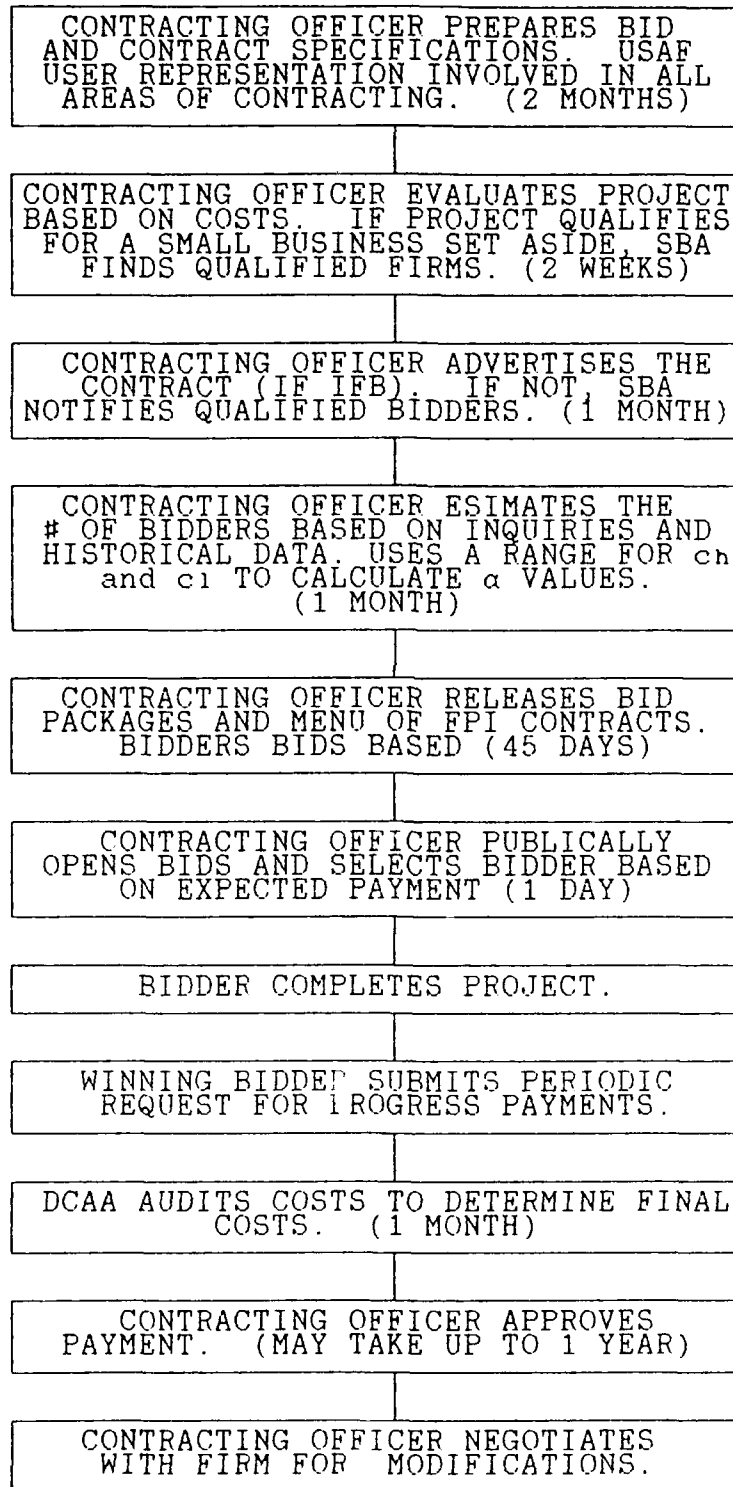 CONTRACTING OFFICER PREPARES BID
AND CONTRACT SPECIFICATIONS. USAF
USER REPRESENTATION INVOLVED IN ALL
AREAS OF CONTRACTING. (2 MONTHS)
CONTRACTING OFFICER EVALUATES PROJECT
BASED ON COSTS. IF PROJECT QUALIFIES
FOR A SMALL BUSINESS SET ASIDE, SBA
FINDS QUALIFIED FIRMS. (2 WEEKS)
CONTRACTING OFFICER ADVERTISES THE
CONTRACT (IF IFB). IF NOT, SBA
NOTIFIES QUALIFIED BIDDERS. (1 MONTH)
CONTRACTING OFFICER ESIMATES THE
# OF BIDDERS BASED ON INQUIRIES AND
HISTORICAL DATA. USES A RANGE FOR ch
and cl TO CALCULATE α VALUES.
(1 MONTH)
CONTRACTING OFFICER RELEASES BID
PACKAGES AND MENU OF FPI CONTRACTS.
BIDDERS BIDS BASED (45 DAYS)
CONTRACTING OFFICER PUBLICALLY
OPENS BIDS AND SELECTS BIDDER BASED
ON EXPECTED PAYMENT (1 DAY)
BIDDER COMPLETES PROJECT.
WINNING BIDDER SUBMITS PERIODIC
REQUEST FOR PROGRESS PAYMENTS.
DCAA AUDITS COSTS TO DETERMINE FINAL
COSTS. (1 MONTH)
CONTRACTING OFFICER APPROVES
PAYMENT. (MAY TAKE UP TO 1 YEAR)
CONTRACTING OFFICER NEGOTIATES
WITH FIRM FOR MODIFICATIONS.